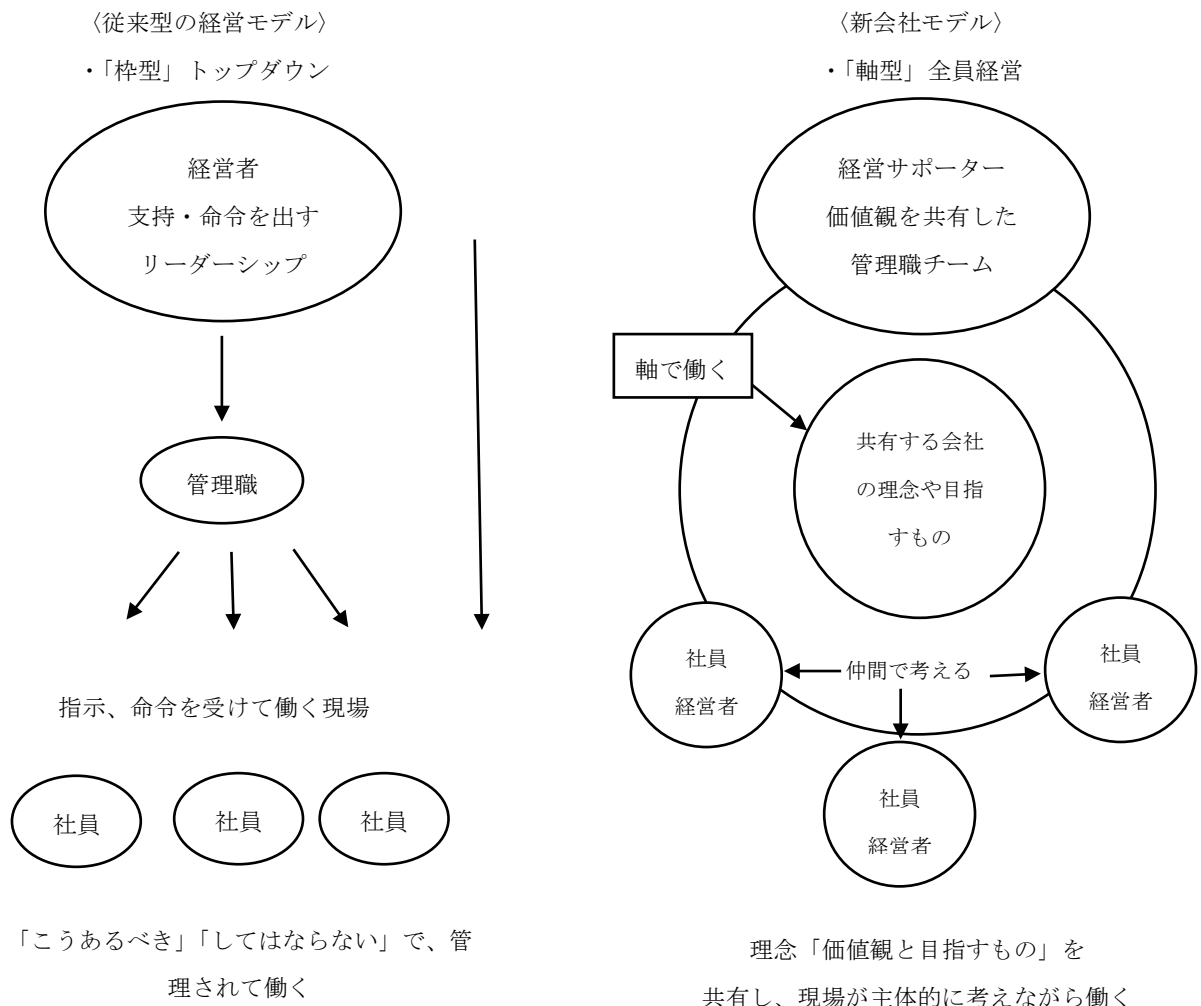 〈従来型の経営モデル〉
・「枠型」トップダウン
経営者
支持・命令を出す
リーダーシップ
管理職
指示、命令を受けて働く現場
社員
社員
社員
「こうあるべき」「してはならない」で、管
理されて働く
〈新会社モデル〉
・「軸型」全員経営
経営サポーター
価値観を共有した
管理職チーム
軸で働く
共有する会社
の理念や目指
すもの
社員
経営者
仲間で考える
社員
経営者
社員
経営者
理念「価値観と目指すもの」を
共有し、現場が主体的に考えながら働く